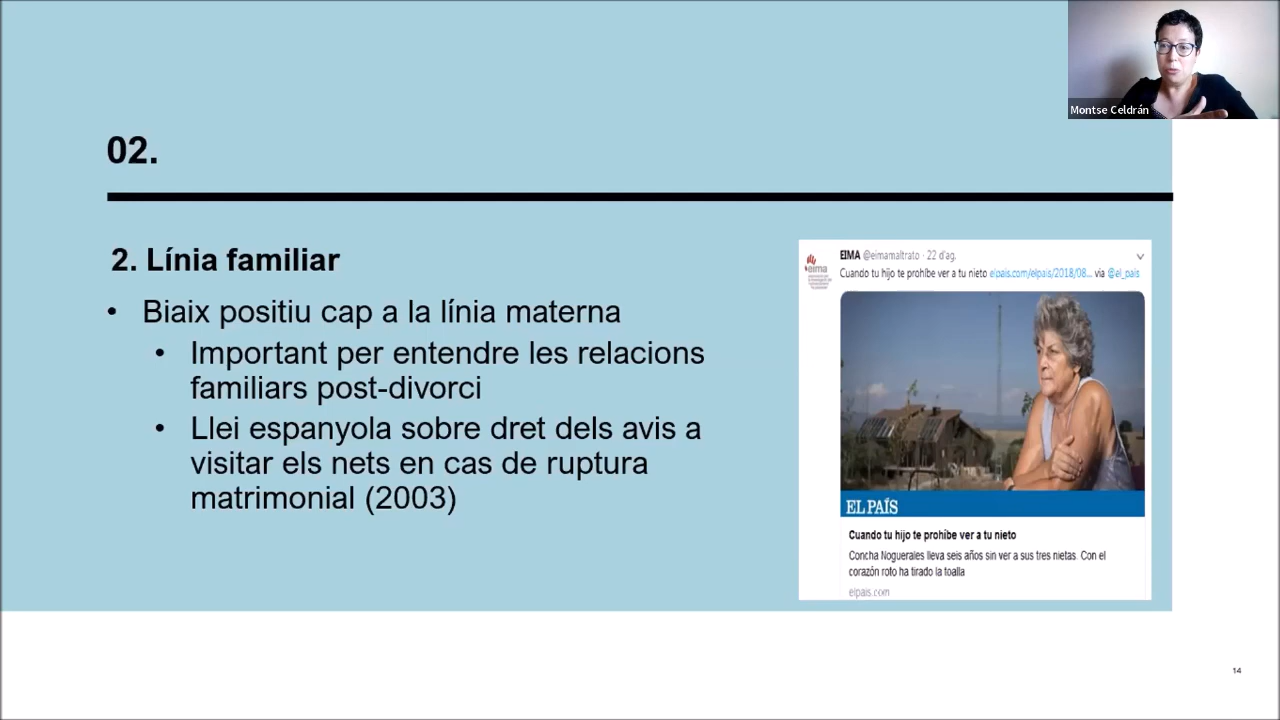 Montse Celdrán
02.
2. Línia familiar
• Biaix positiu cap a la línia materna
• Important per entendre les relacions
familiars post-divorci
• Llei espanyola sobre dret dels avis a
visitar els nets en cas de ruptura
matrimonial (2003)
eima
EIMA @eimamaltrato · 22 d'ag.
Cuando tu hijo te prohíbe ver a tu nieto elpais.com/elpais/2018/08... via @el_pais
EL PAÍS
Cuando tu hijo te prohíbe ver a tu nieto
Concha Noguerales lleva seis años sin ver a sus tres nietas. Con el
corazón roto ha tirado la toalla
elpais.com
14